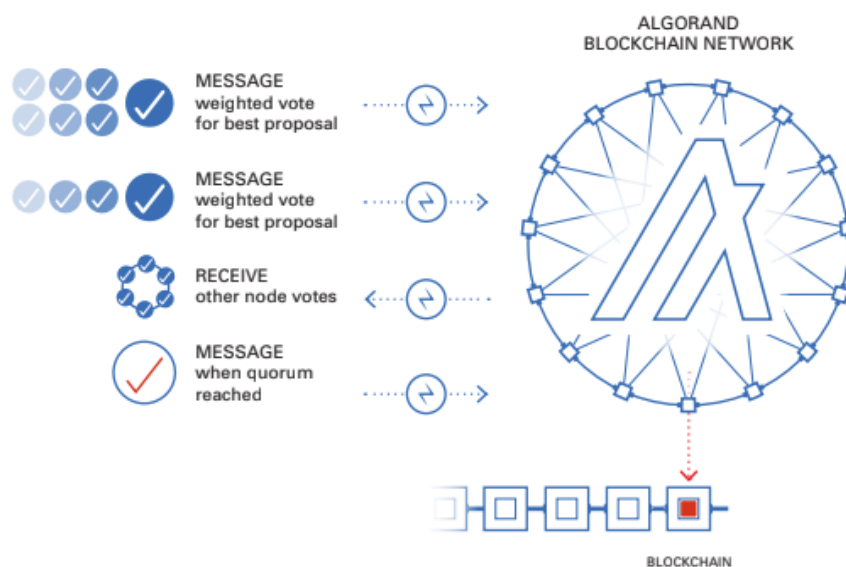 ALGORAND
BLOCKCHAIN NETWORK
MESSAGE
weighted vote
for best proposal
MESSAGE
weighted vote
for best proposal
RECEIVE
other node votes
MESSAGE
when quorum
reached
BLOCKCHAIN